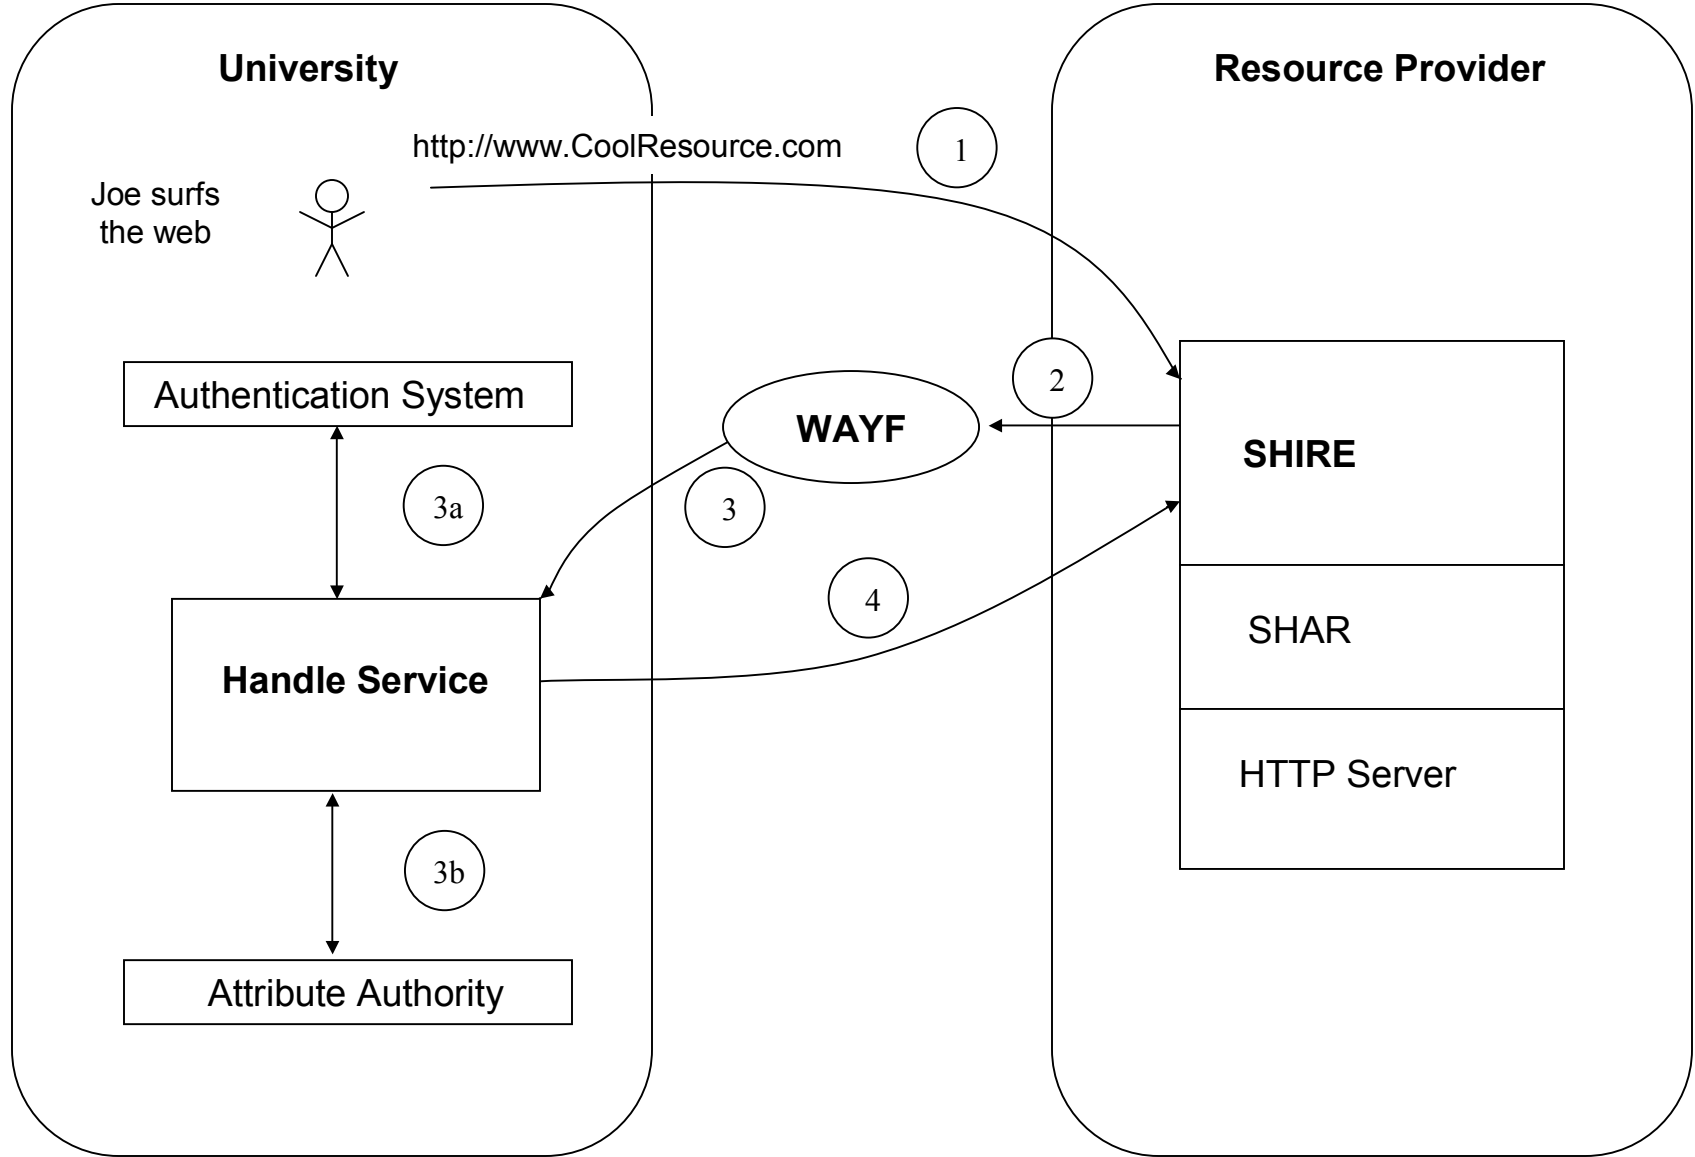 University
Resource Provider
http://www.CoolResource.com
1
Joe surfs
the web
Authentication System
WAYF
2
SHIRE
3a
3
4
SHAR
Handle Service
HTTP Server
3b
Attribute Authority